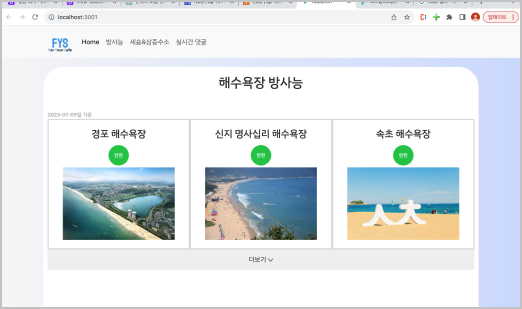 localhost:3001
업데이트
FYS
For Your Safe
Home 방사능 세슘&삼중수소 실시간 댓글
해수욕장 방사능
2023-07-09일 기준
경포 해수욕장
신지 명사십리 해수욕장
속초 해수욕장
안전
안전
안전
더보기